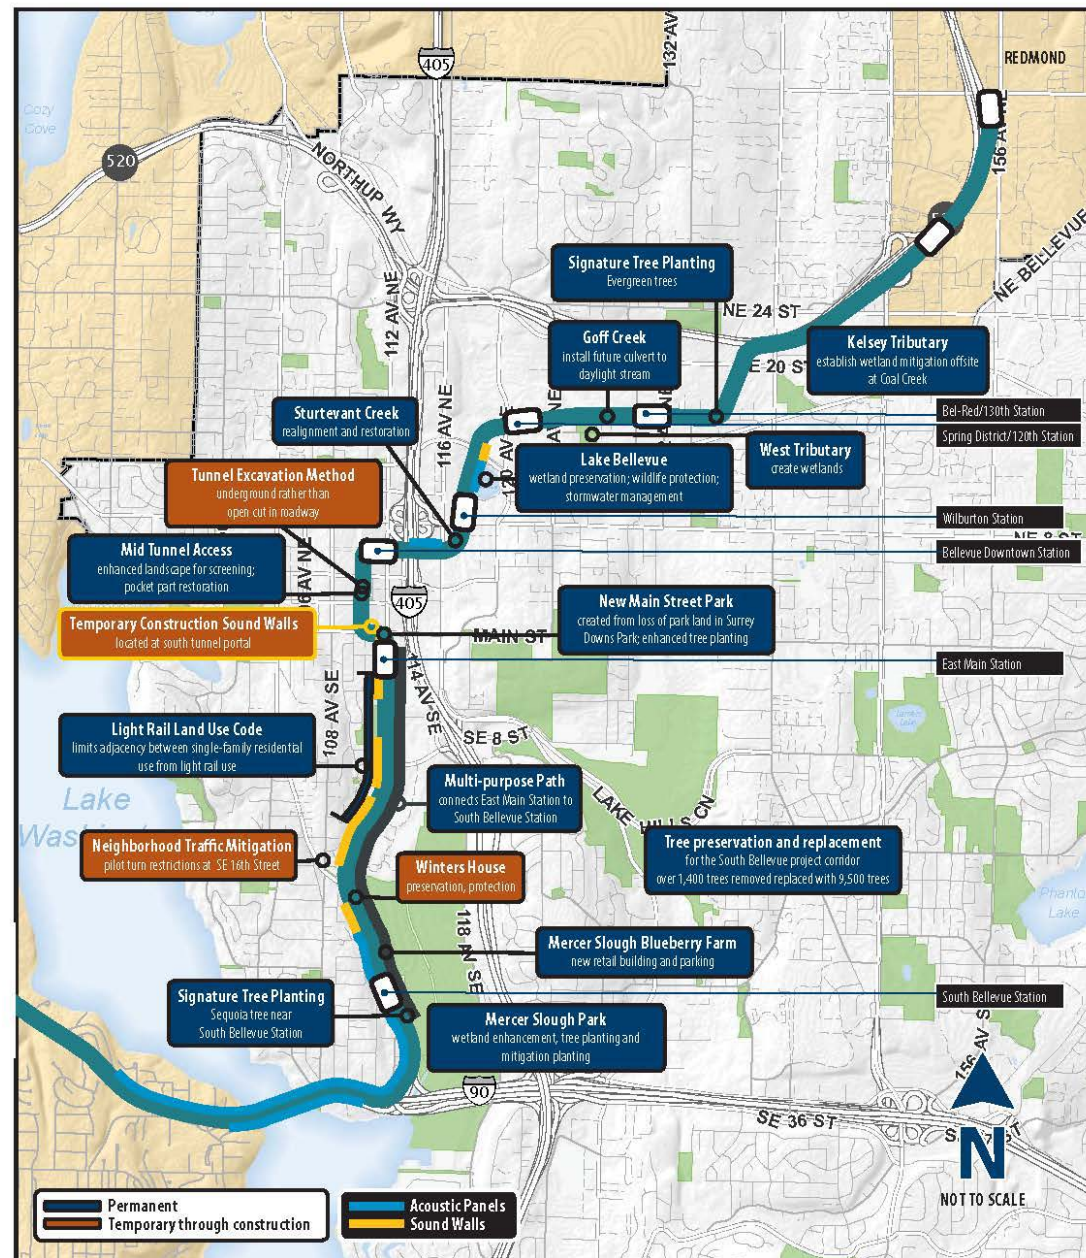 REDMOND
132 AV
405
Cozy
Cove
520
156 AV NE
NORTHUP WY
NE BELLEVUE
112 AV NE
Signature Tree Planting
Evergreen trees
NE 24 ST
Goff Creek
install future culvert to
daylight stream
E 20 ST
Kelsey Tributary
establish wetland mitigation offsite
at Coal Creek
Sturtevant Creek
realignment and restoration
116 AV NE
Bel-Red/130th Station
Spring District/120th Station
West Tributary
create wetlands
Lake Bellevue
wetland preservation; wildlife protection;
stormwater management
Tunnel Excavation Method
underground rather than
open cut in roadway
Wilburton Station
NE 8 ST
Mid Tunnel Access
enhanced landscape for screening;
pocket part restoration
Bellevue Downtown Station
405
Temporary Construction Sound Walls
located at south tunnel portal
New Main Street Park
created from loss of park land in Surrey
Downs Park; enhanced tree planting
MAIN ST
East Main Station
114 AV SE
108 AV SE
SE 8 ST
Light Rail Land Use Code
limits adjacency between single-family residential
use from light rail use
Multi-purpose Path
connects East Main Station to
South Bellevue Station
LAKE HILLS CN
Lake
Neighborhood Traffic Mitigation
pilot turn restrictions at SE 16th Street
Tree preservation and replacement
for the South Bellevue project corridor
over 1,400 trees removed replaced with 9,500 trees
Winters House
preservation, protection
Phantom
Lake
118 AV SE
Mercer Slough Blueberry Farm
new retail building and parking
South Bellevue Station
Signature Tree Planting
Sequoia tree near
South Bellevue Station
Mercer Slough Park
wetland enhancement, tree planting and
mitigation planting
156 AV S
90
SE 36 ST
N
NOT TO SCALE
Permanent
Temporary through construction
Acoustic Panels
Sound Walls